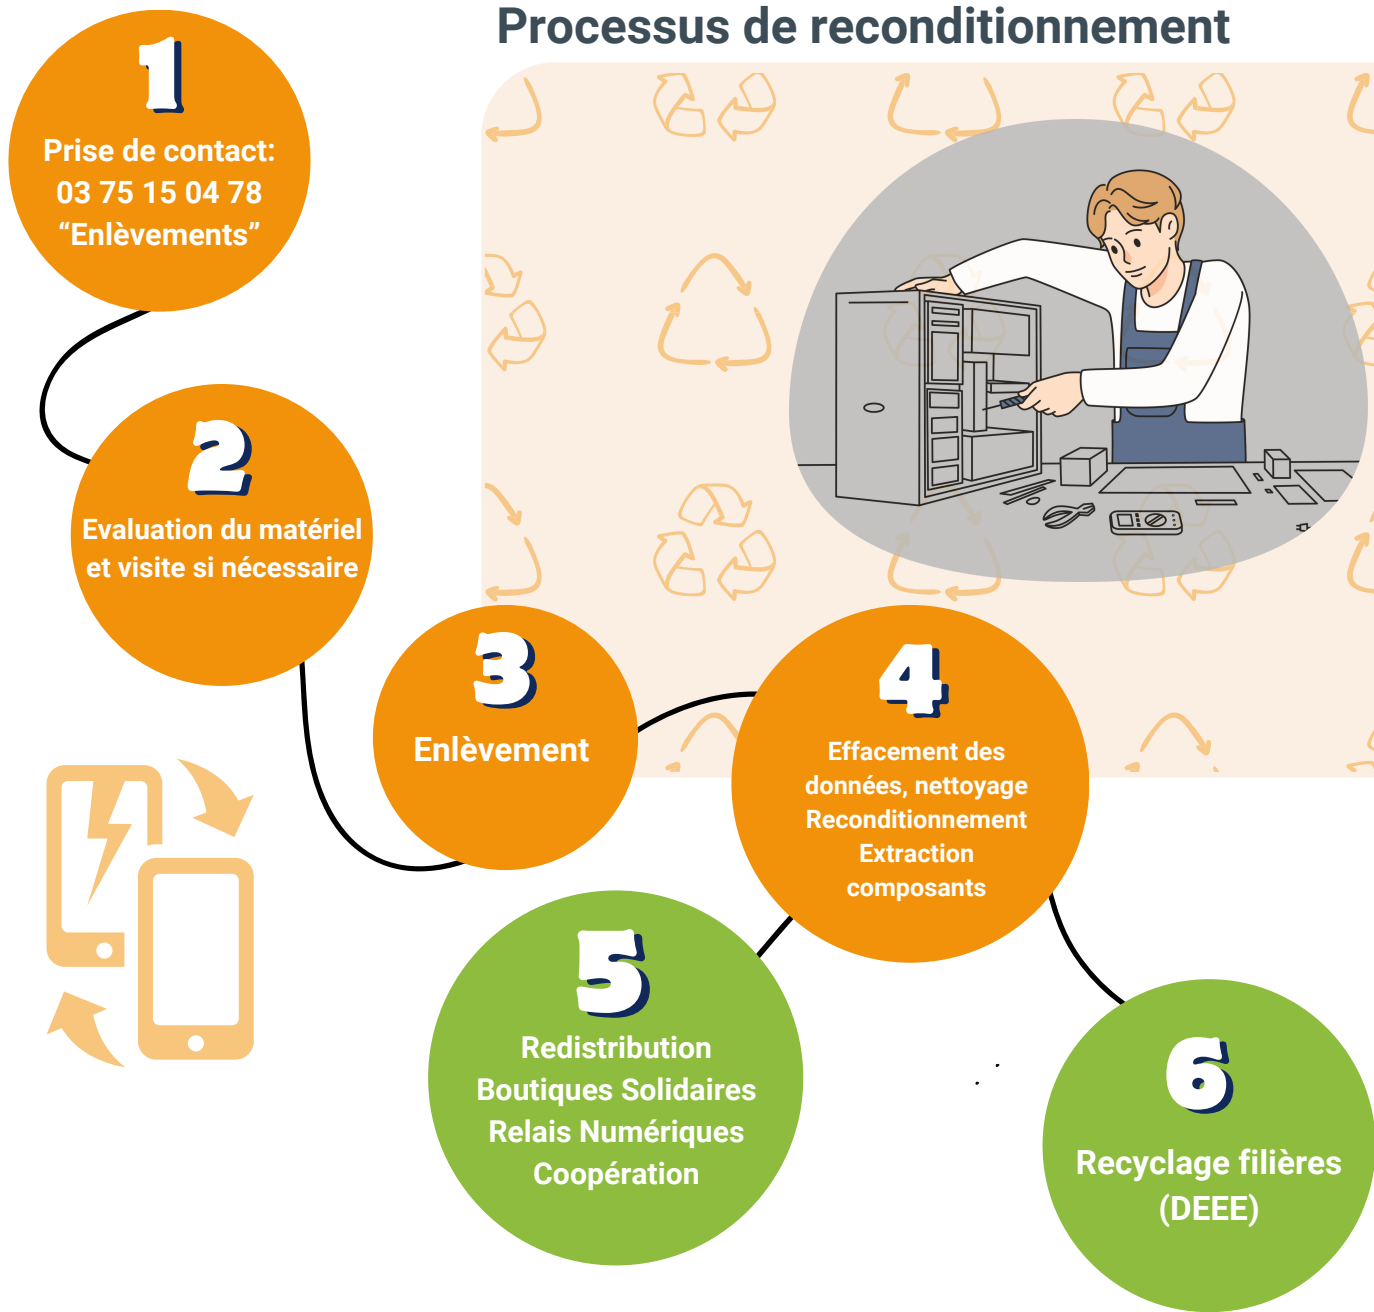 Processus de reconditionnement
1
Prise de contact:
03 75 15 04 78
“Enlèvements”
2
Evaluation du matériel
et visite si nécessaire
3
Enlèvement
4
Effacement des
données, nettoyage
Reconditionnement
Extraction
composants
5
Redistribution
Boutiques Solidaires
Relais Numériques
Coopération
6
Recyclage filières
(DEEE)